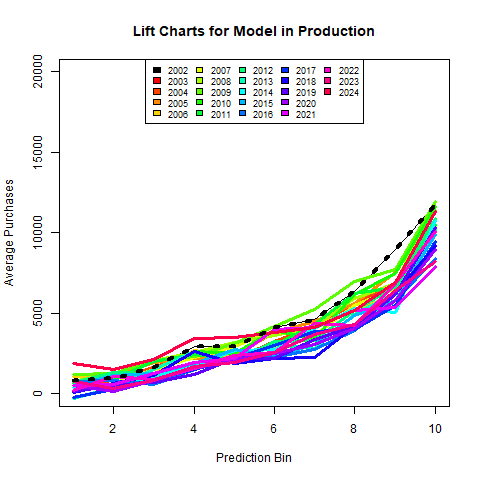 Lift Charts for Model in Production
20000
15000
10000
5000
0
Average Purchases
2002 2007 2012 2017 2022
2003 2008 2013 2018 2023
2004 2009 2014 2019 2024
2005 2010 2015 2020
2006 2011 2016 2021
2 4 6 8 10
Prediction Bin